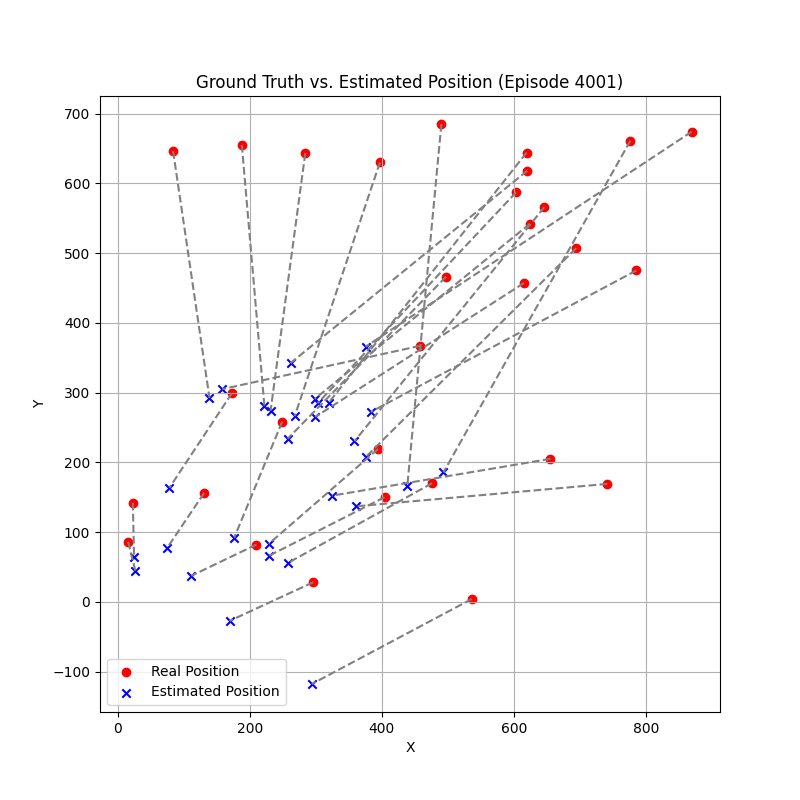 Ground Truth vs. Estimated Position (Episode 4001)
700
600
500
400
300
200
100
0
−100
Y
Real Position
Estimated Position
0 200 400 600 800
X